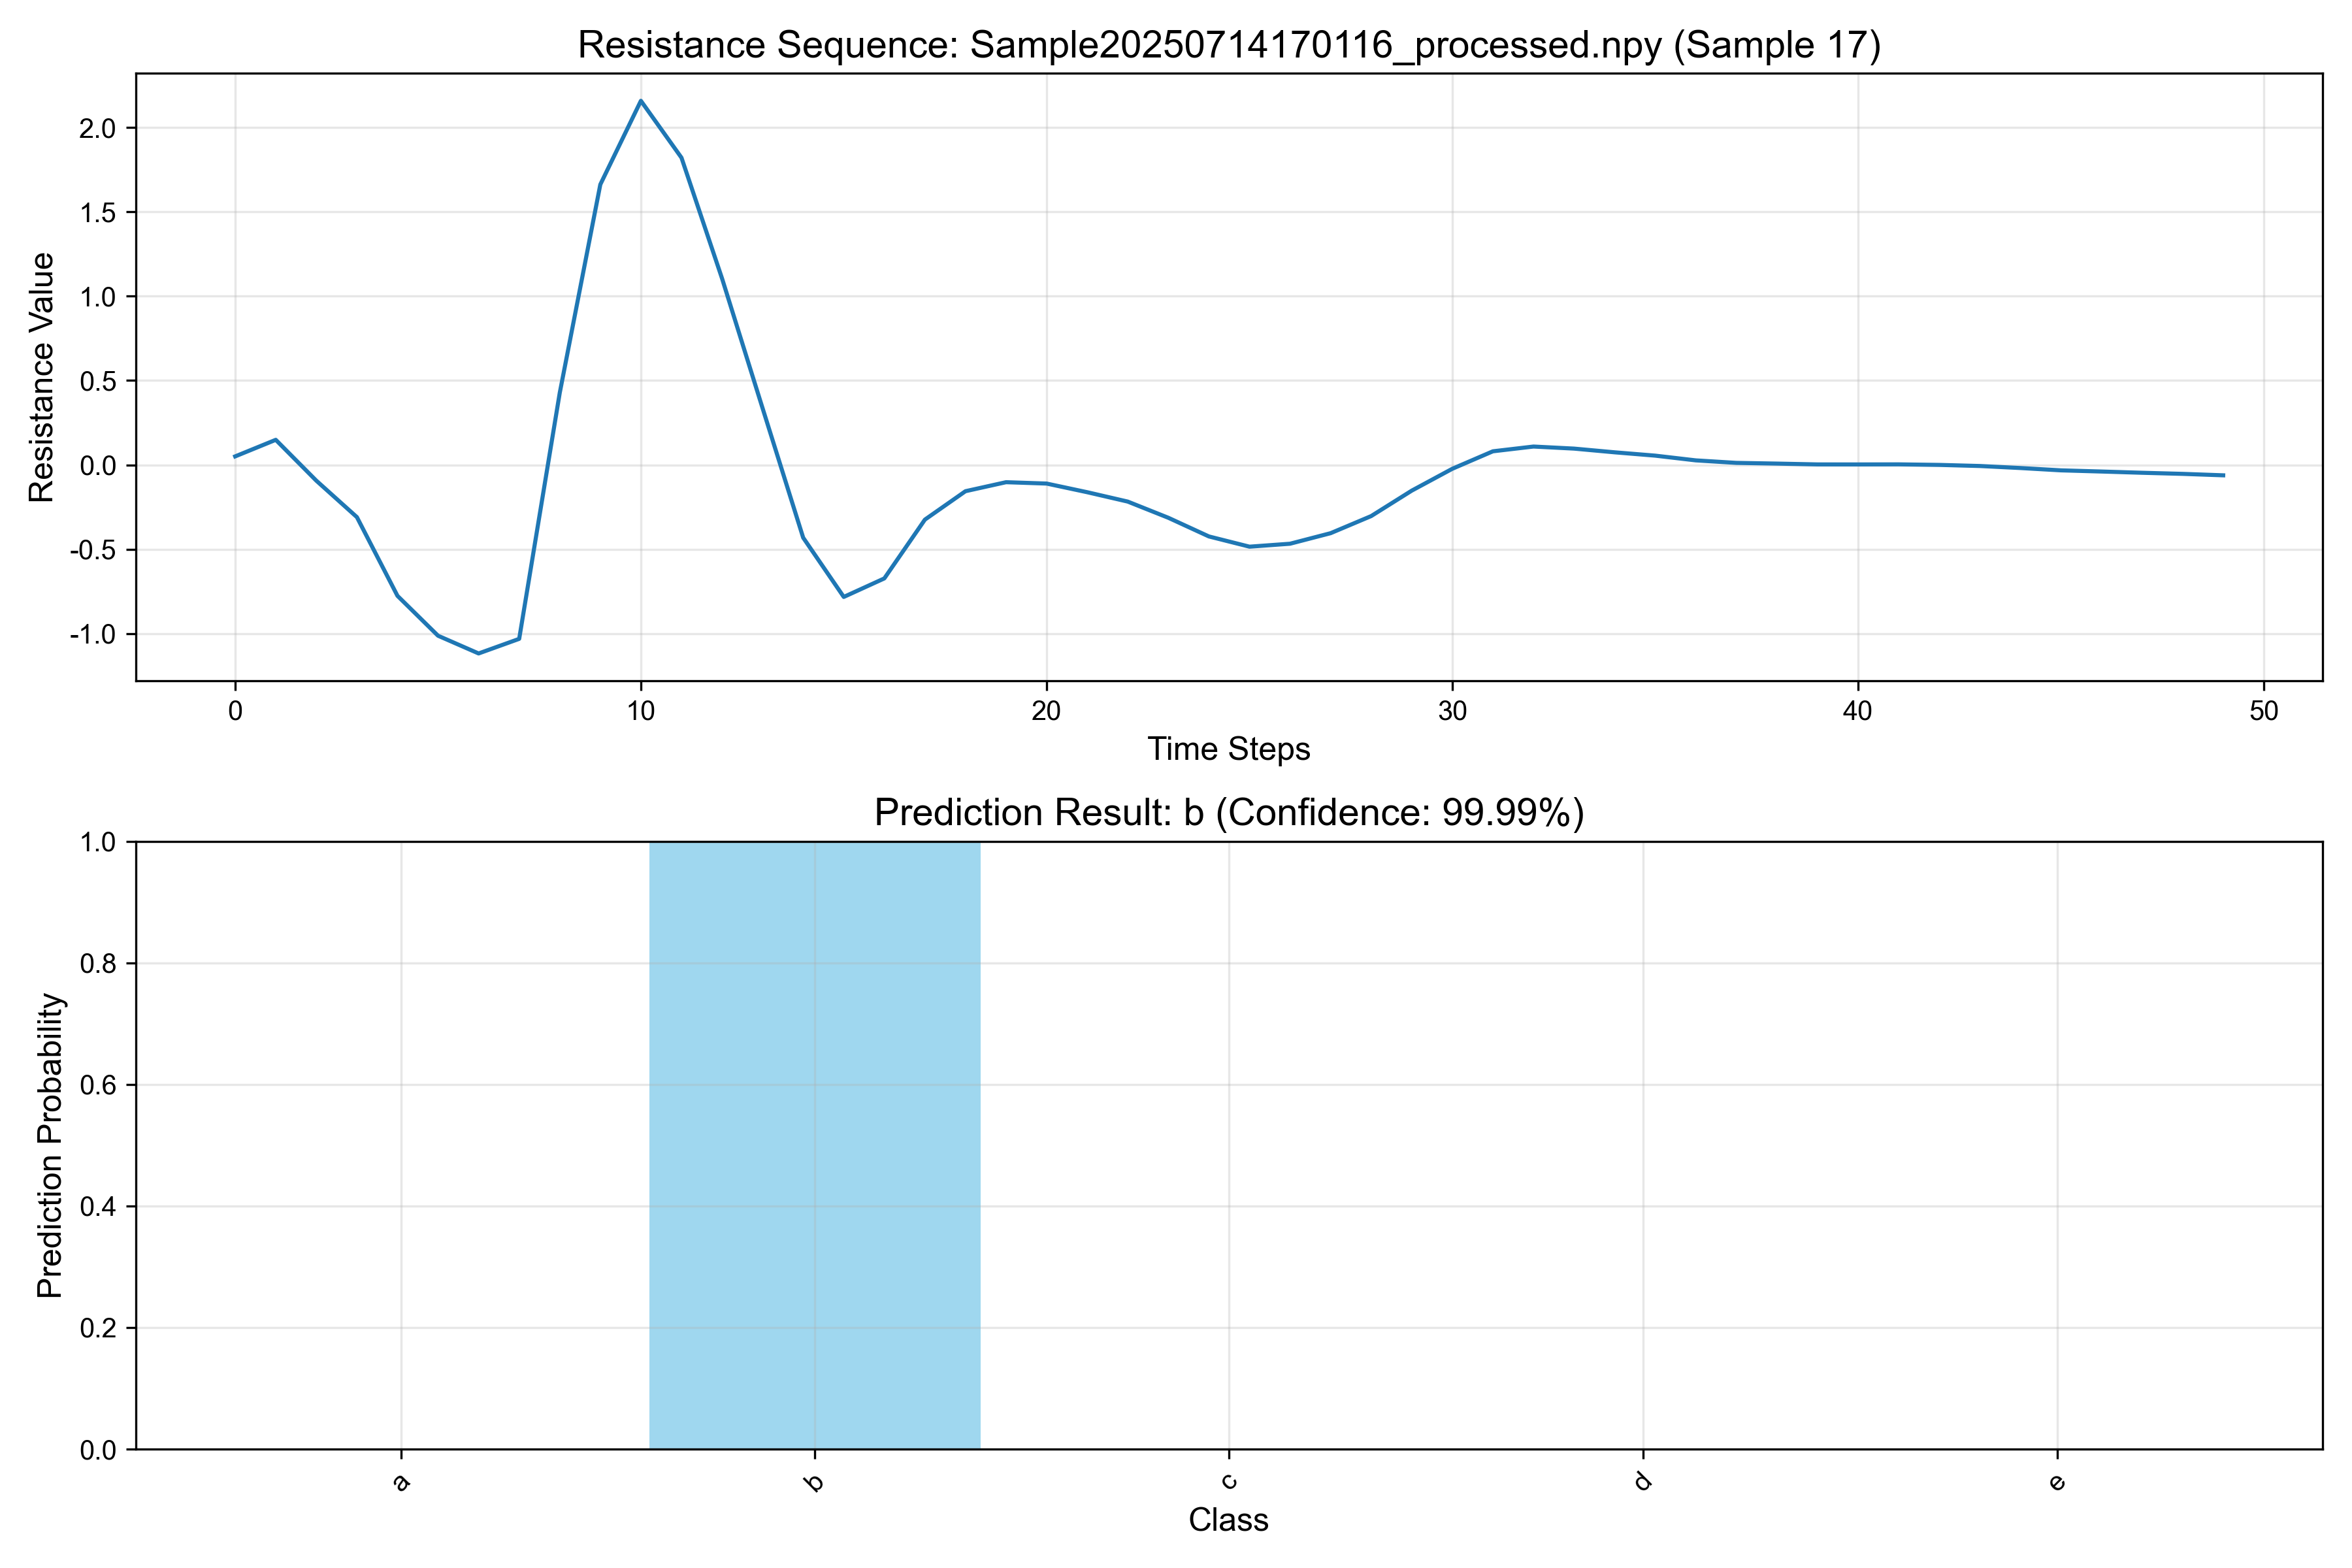 Resistance Sequence: Sample20250714170116_processed.npy (Sample 17)
Resistance Value
2.0
1.5
1.0
0.5
0.0
-0.5
-1.0
0 10 20 30 40 50
Time Steps
Prediction Result: b (Confidence: 99.99%)
Prediction Probability
1.0
0.8
0.6
0.4
0.2
0.0
a b c d e
Class